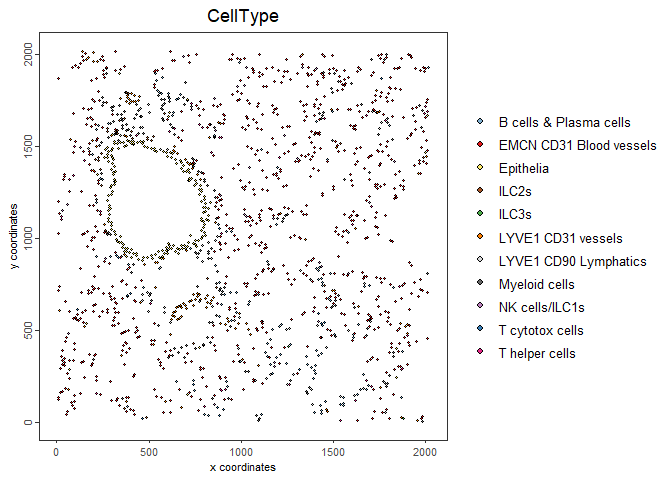 CellType
2000
1500
1000
500
0
y coordinates
0
500
1000
1500
2000
x coordinates
B cells & Plasma cells
EMCN CD31 Blood vessels
Epithelia
ILC2s
ILC3s
LYVE1 CD31 vessels
LYVE1 CD90 Lymphatics
Myeloid cells
NK cells/ILC1s
T cytotox cells
T helper cells